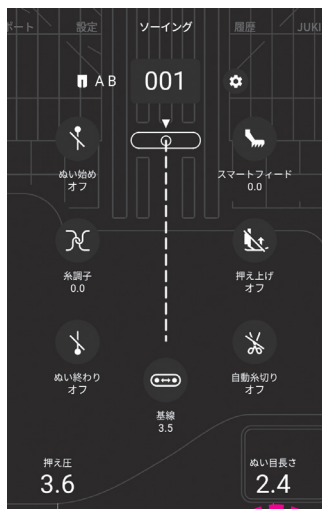 ポート 設定 ソーイング 履歴 JUKI
A B 001
ぬい始め
オフ
スマートフィード
0.0
糸調子
0.0
押え上げ
オフ
ぬい終わり
オフ
自動糸切り
オフ
基線
3.5
押え圧
3.6
ぬい目長さ
2.4